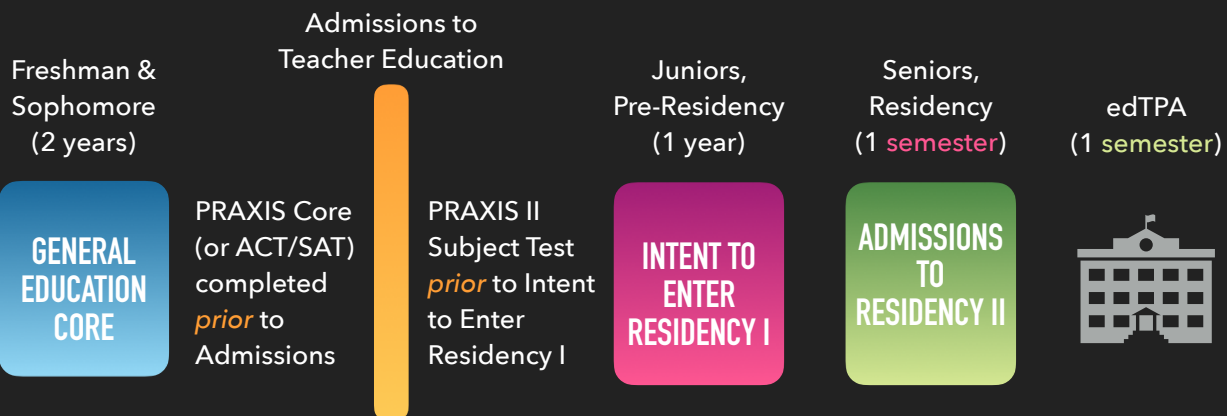 Freshman &
Sophomore
(2 years)
GENERAL
EDUCATION
CORE
PRAXIS Core
(or ACT/SAT)
completed
prior to
Admissions
Admissions to
Teacher Education
PRAXIS II
Subject Test
prior to Intent
to Enter
Residency I
Juniors,
Pre-Residency
(1 year)
INTENT TO
ENTER
RESIDENCY I
Seniors,
Residency
(1 semester)
ADMISSIONS
TO
RESIDENCY II
edTPA
(1 semester)